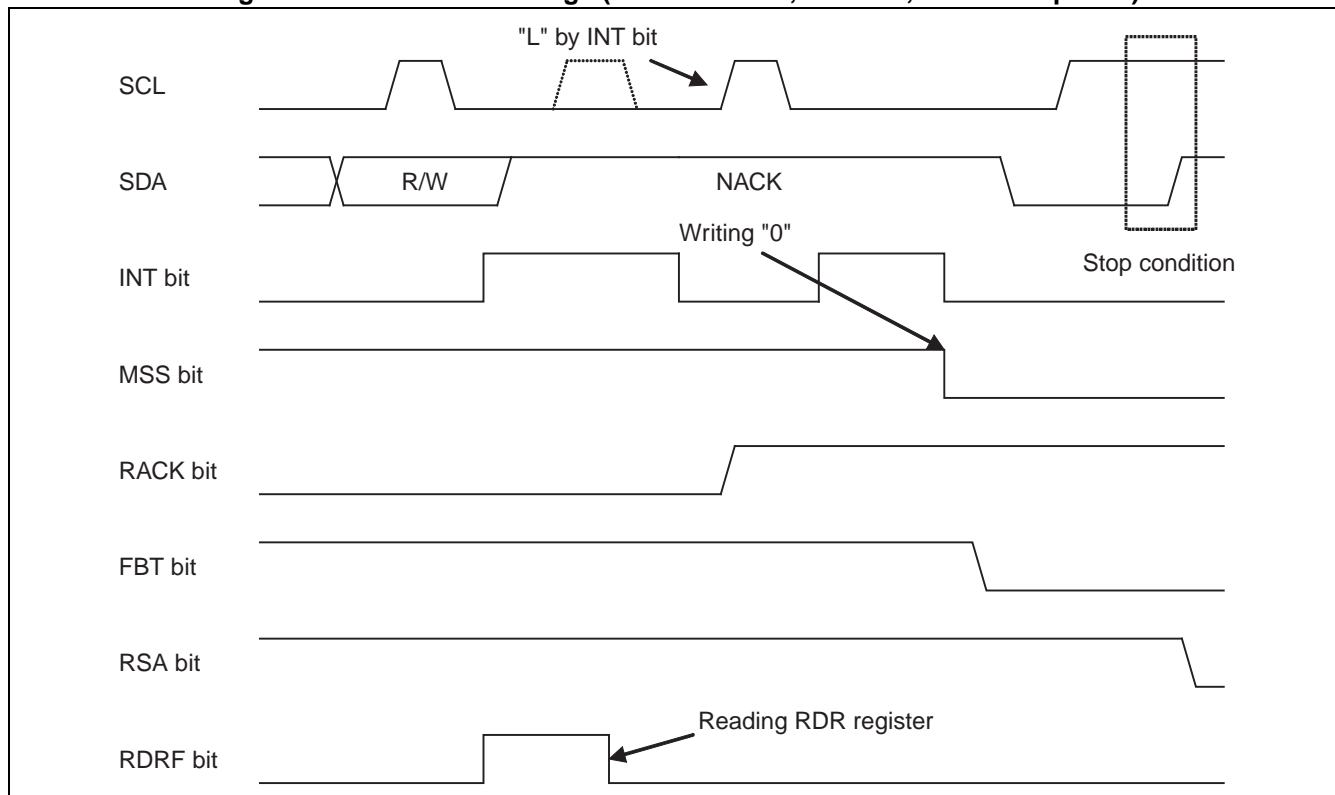 "L" by INT bit
SCL
SDA
R/W
NACK
Writing "0"
Stop condition
INT bit
MSS bit
RACK bit
FBT bit
RSA bit
Reading RDR register
RDRF bit